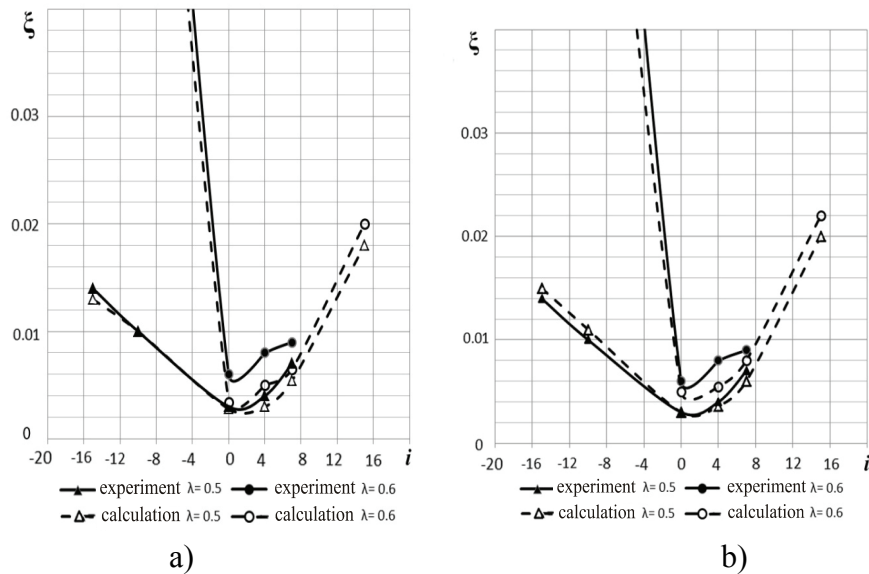 ξ
0.03
0.02
0.01
0
-20 -16 -12 -8 -4 0 4 8 12 16 i
experiment λ= 0.5 experiment λ= 0.6
calculation λ= 0.5 calculation λ= 0.6
a)
ξ
0.03
0.02
0.01
0
-20 -16 -12 -8 -4 0 4 8 12 16 i
experiment λ= 0.5 experiment λ= 0.6
calculation λ= 0.5 calculation λ= 0.6
b)